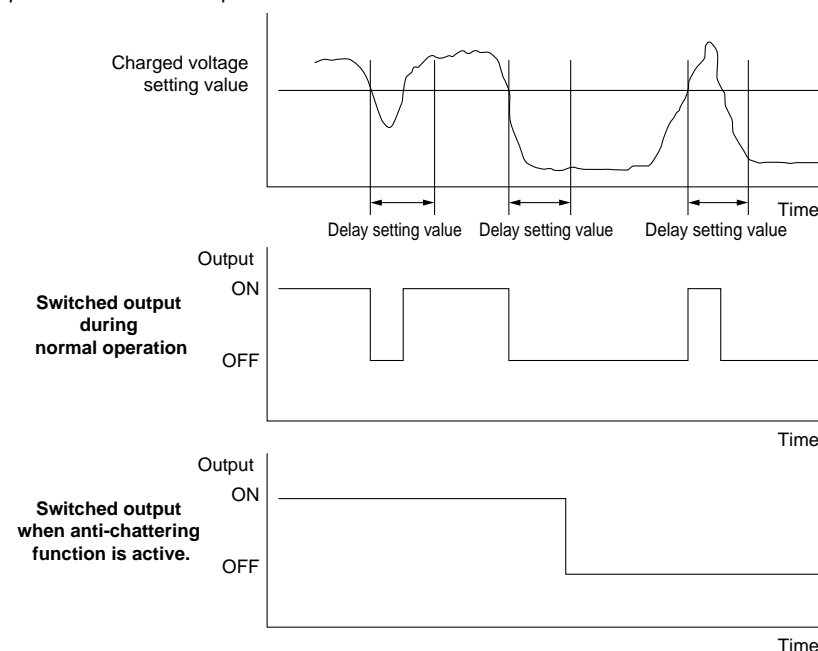 Charged voltage
setting value
Time
Delay setting value Delay setting value Delay setting value
Output
ON
Switched output
during
normal operation
OFF
Time
Output
ON
Switched output
when anti-chattering
function is active.
OFF
Time